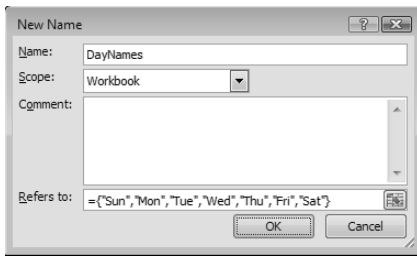 New Name
Name: DayNames
Scope: Workbook
Comment:
Refers to: ={"Sun","Mon","Tue","Wed","Thu","Fri","Sat"}
OK Cancel